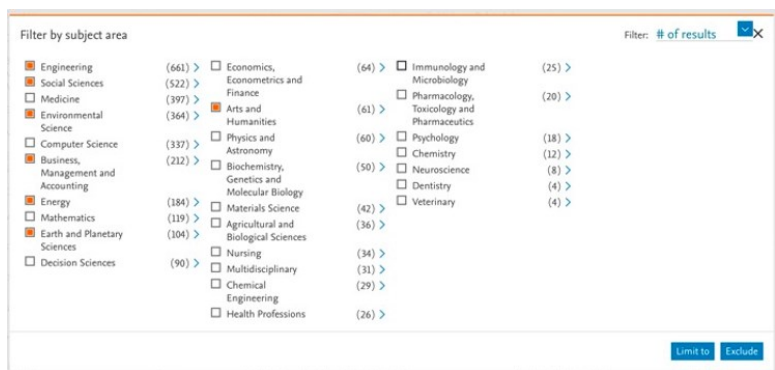 Filter by subject area
Filter: # of results
Engineering (661)
Social Sciences (522)
Medicine (397)
Environmental (364)
Science
Computer Science (337)
Business, (212)
Management and
Accounting
Energy (184)
Mathematics (119)
Earth and Planetary (104)
Sciences
Decision Sciences (90)
Economics, (64)
Econometrics and
Finance
Arts and (61)
Humanities
Physics and (60)
Astronomy
Biochemistry, (50)
Genetics and
Molecular Biology
Materials Science (42)
Agricultural and (36)
Biological Sciences
Nursing (34)
Multidisciplinary (31)
Chemical (29)
Engineering
Health Professions (26)
Immunology and (25)
Microbiology
Pharmacology, (20)
Toxicology and
Pharmaceutics
Psychology (18)
Chemistry (12)
Neuroscience (8)
Dentistry (4)
Veterinary (4)
Limit to
Exclude